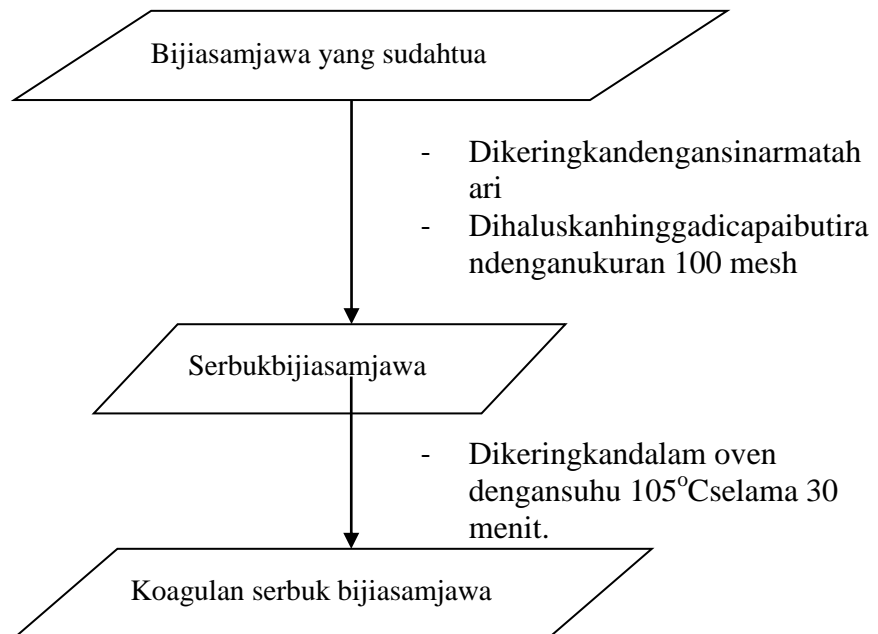 Bijiasamjawa yang sudahtua
- Dikeringkandengansinarmatah
ari
- Dihaluskanhinggadicapaibutira
ndenganukuran 100 mesh
Serbukbijiasamjawa
- Dikeringkandalam oven
dengansuhu 105°Cselama 30
menit.
Koagulan serbuk bijiasamjawa